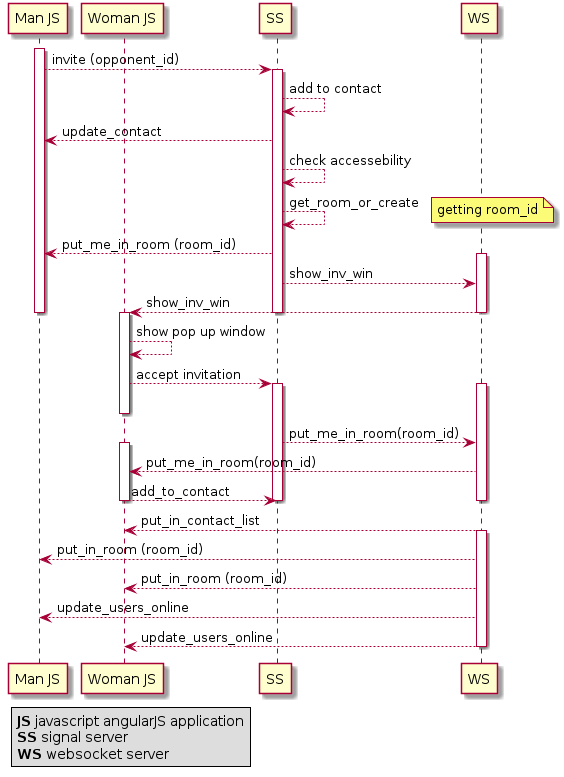 Man JS
Woman JS
SS
WS
invite (opponent_id)
add to contact
update_contact
check accessebility
get_room_or_create
getting room_id
put_me_in_room (room_id)
show_inv_win
show_inv_win
show pop up window
accept invitation
put_me_in_room(room_id)
put_me_in_room(room_id)
add_to_contact
put_in_contact_list
put_in_room (room_id)
put_in_room (room_id)
update_users_online
update_users_online
Man JS
Woman JS
SS
WS
JS javascript angularJS application
SS signal server
WS websocket server